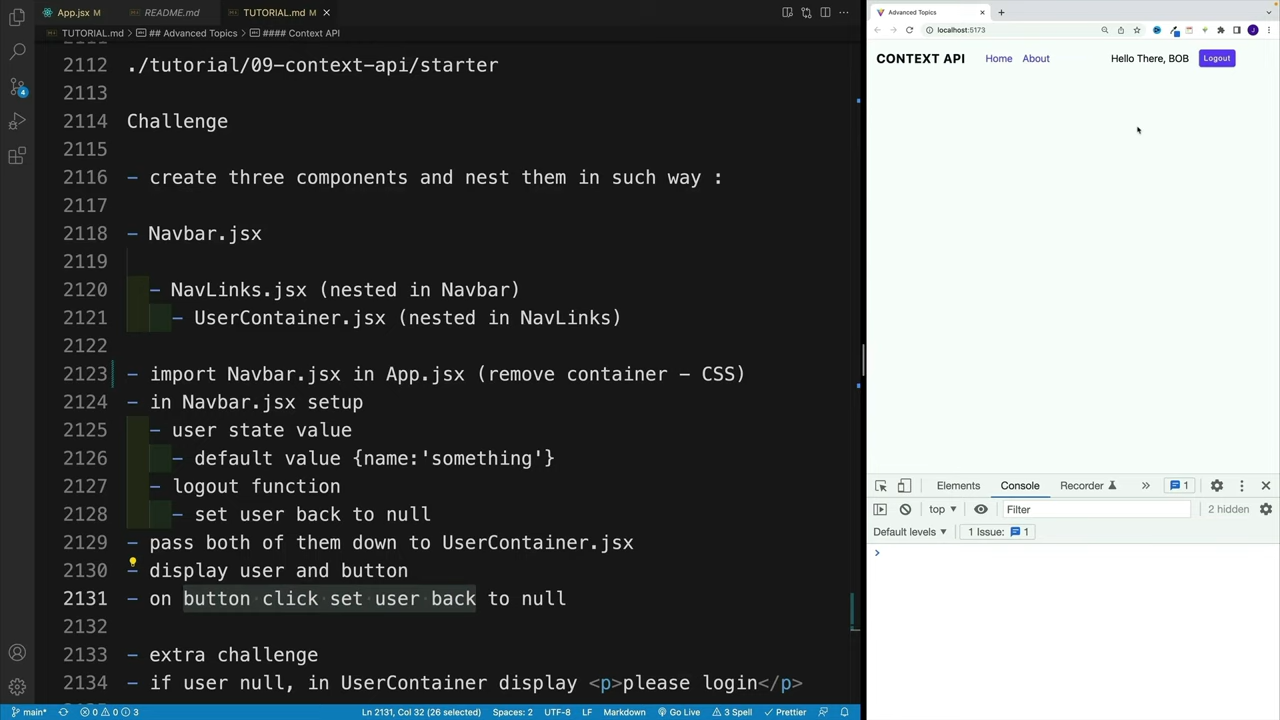 App.jsx M
README.md
TUTORIAL.md M
TUTORIAL.md > ## Advanced Topics > #### Context API
2112 ./tutorial/09-context-api/starter
2113
2114 Challenge
2115
2116 - create three components and nest them in such way :
2117
2118 - Navbar.jsx
2119
2120 - NavLinks.jsx (nested in Navbar)
2121 - UserContainer.jsx (nested in NavLinks)
2122
2123 - import Navbar.jsx in App.jsx (remove container - CSS)
2124 - in Navbar.jsx setup
2125 - user state value
2126 - default value {name:'something'}
2127 - logout function
2128 - set user back to null
2129 - pass both of them down to UserContainer.jsx
2130 - display user and button
2131 - on button click set user back to null
2132
2133 - extra challenge
2134 - if user null, in UserContainer display <p>please login</p>
4
main*
0 0 3
Ln 2131, Col 32 (26 selected)
Spaces: 2
UTF-8
LF
Markdown
Go Live
3 Spell
Prettier
Advanced Topics
localhost:5173
J
CONTEXT API
Home
About
Hello There, BOB
Logout
Elements
Console
Recorder
1
top
Filter
2 hidden
Default levels
1 Issue: 1